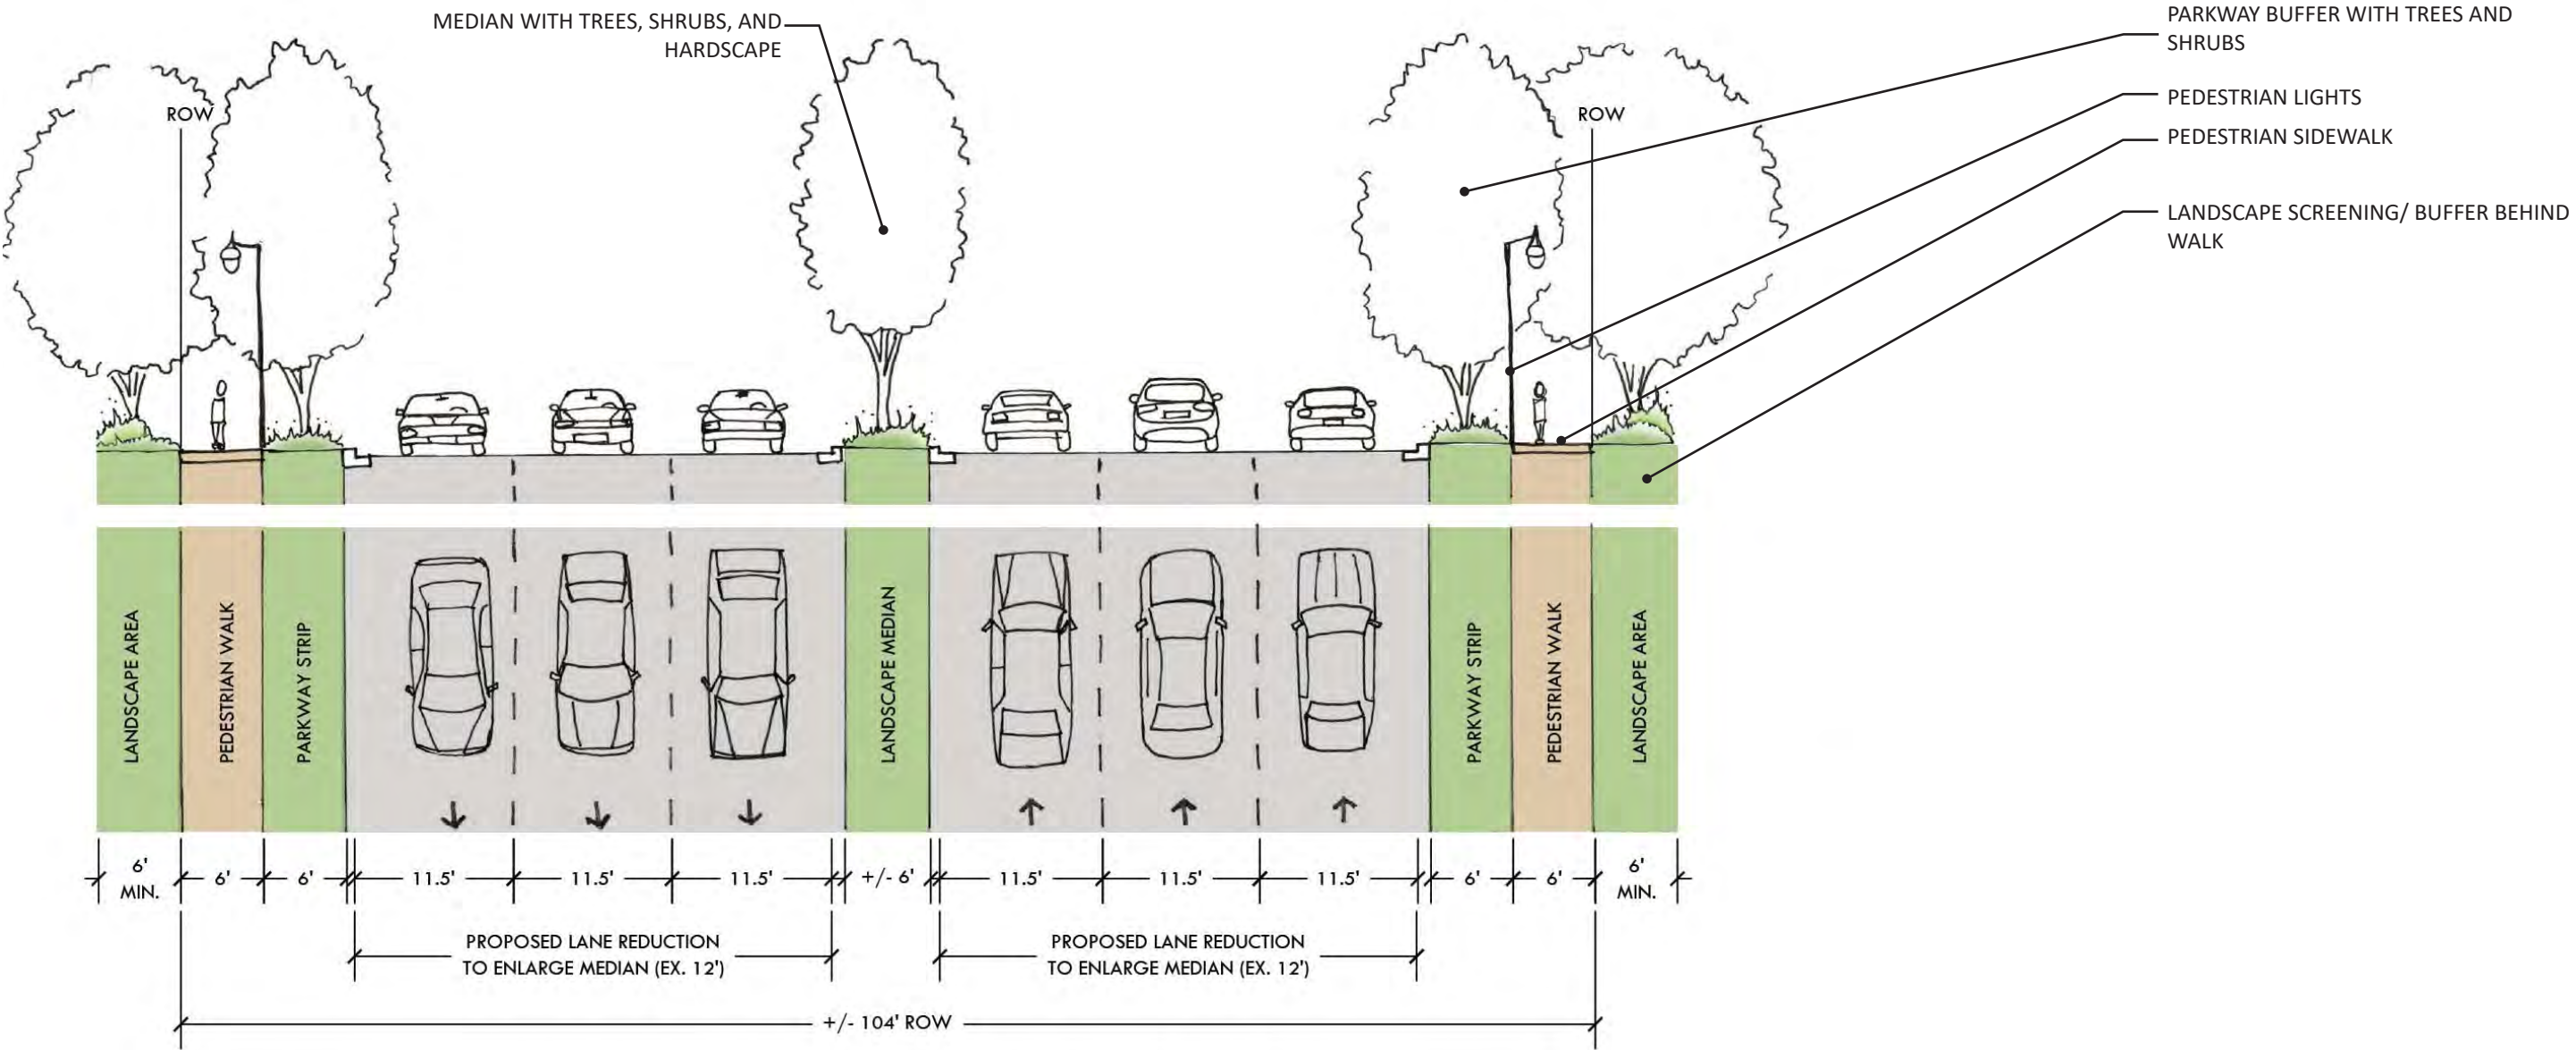 MEDIAN WITH TREES, SHRUBS, AND
HARDSCAPE
PARKWAY BUFFER WITH TREES AND
SHRUBS
PEDESTRIAN LIGHTS
PEDESTRIAN SIDEWALK
LANDSCAPE SCREENING/ BUFFER BEHIND
WALK
ROW
ROW
LANDSCAPE AREA
PEDESTRIAN WALK
PARKWAY STRIP
LANDSCAPE MEDIAN
PARKWAY STRIP
PEDESTRIAN WALK
LANDSCAPE AREA
6'
MIN.
6'
6'
11.5'
11.5'
11.5'
+/- 6'
11.5'
11.5'
11.5'
6'
6'
6'
MIN.
PROPOSED LANE REDUCTION
TO ENLARGE MEDIAN (EX. 12')
PROPOSED LANE REDUCTION
TO ENLARGE MEDIAN (EX. 12')
+/- 104' ROW